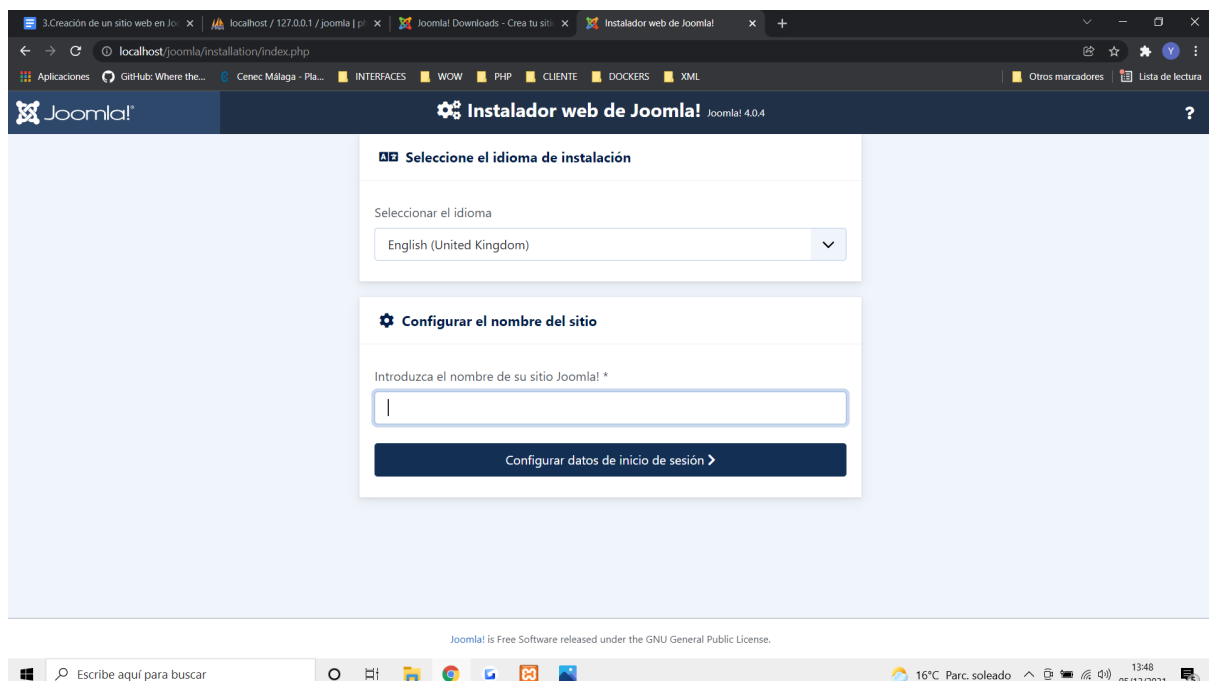 3.Creación de un sitio web en Joo
localhost / 127.0.0.1 / joomla | ph
Joomla! Downloads - Crea tu sitio
Instalador web de Joomla!
localhost/joomla/installation/index.php
Aplicaciones
GitHub: Where the...
Cenec Málaga - Pla...
INTERFACES
WOW
PHP
CLIENTE
DOCKERS
XML
Otros marcadores
Lista de lectura
Y
Joomla!®
Instalador web de Joomla! Joomla! 4.0.4
?
Seleccione el idioma de instalación
Seleccionar el idioma
English (United Kingdom)
Configurar el nombre del sitio
Introduzca el nombre de su sitio Joomla! *
Configurar datos de inicio de sesión
Joomla! is Free Software released under the GNU General Public License.
Escribe aquí para buscar
16°C Parc. soleado
13:48
05/12/2021